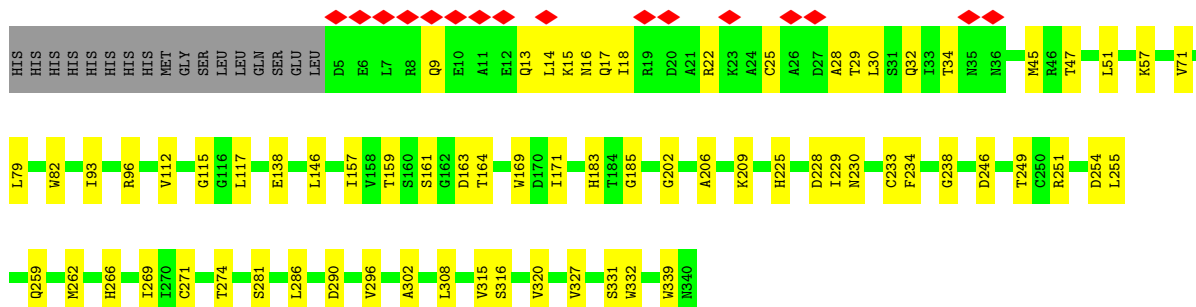 HIS HIS HIS HIS HIS HIS HIS HIS MET GLY SER LEU LEU GLN SER GLU LEU D5 E6 L7 R8 Q9 E10 A11 E12 Q13 L14 K15 N16 Q17 I18 R19 D20 A21 R22 K23 A24 C25 A26 D27 A28 T29 L30 S31 Q32 I33 T34 N35 N36 M45 R46 T47 L51 K57 V71
L79 W82 I93 R96 V112 G115 G116 L117 E138 L146 I157 V158 T159 S160 S161 G162 D163 T164 W169 D170 I171 H183 T184 G185 G202 A206 K209 H225 D228 I229 N230 C233 F234 G238 D246 T249 C250 R251 D254 L255
Q259 M262 H266 I269 I270 C271 T274 S281 L286 D290 V296 A302 L308 V315 S316 V320 V327 S331 W332 W339 N340